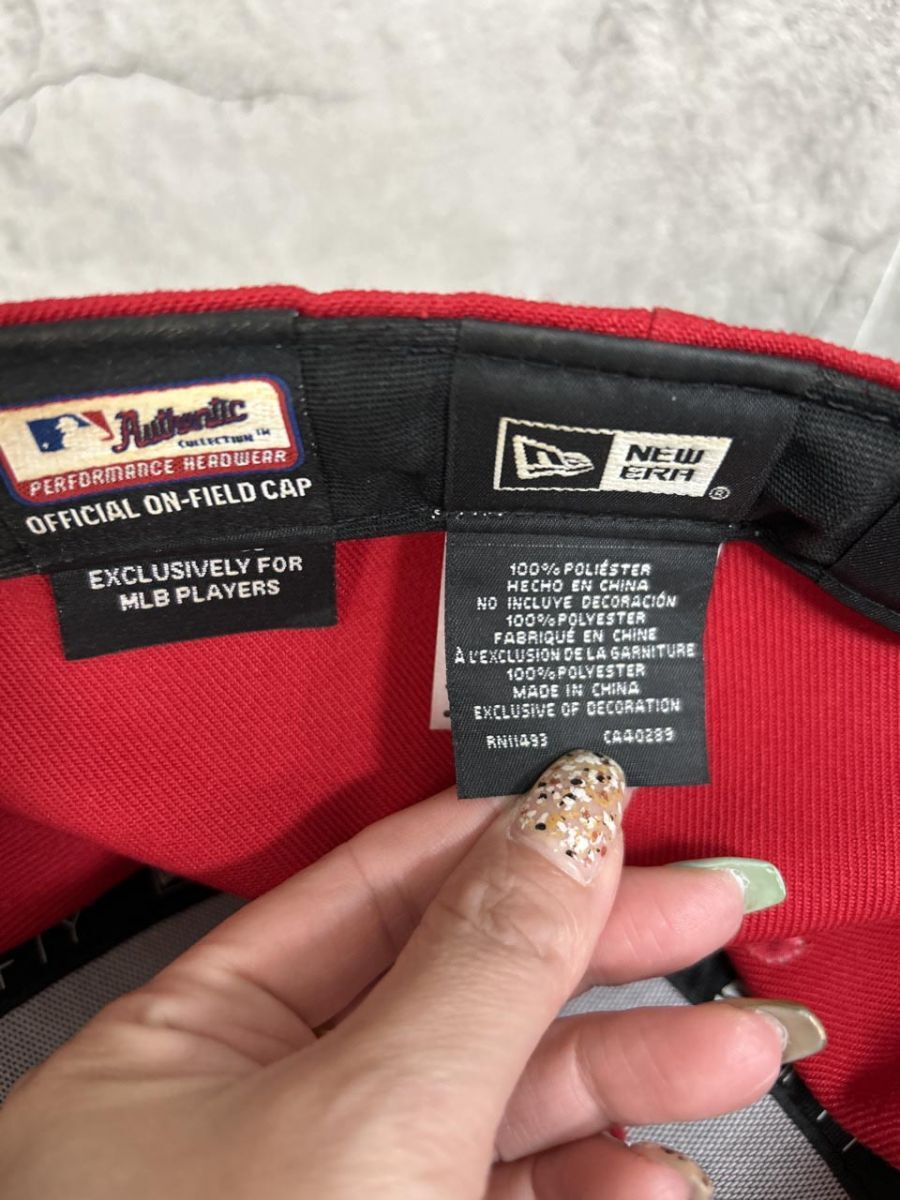 Authentic
COLLECTION™
PERFORMANCE HEADWEAR
OFFICIAL ON-FIELD CAP
EXCLUSIVELY FOR
MLB PLAYERS
NEW
ERA®
100% POLIÉSTER
HECHO EN CHINA
NO INCLUYE DECORACIÓN
100% POLYESTER
FABRIQUÉ EN CHINE
À L'EXCLUSION DE LA GARNITURE
100% POLYESTER
MADE IN CHINA
EXCLUSIVE OF DECORATION
RN11493 CA40289